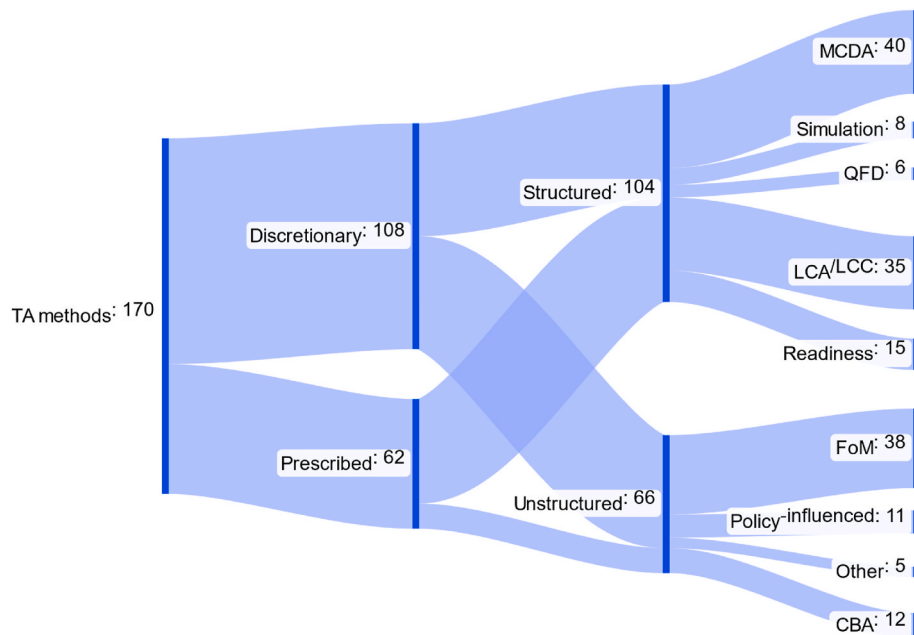 TA methods: 170
Discretionary: 108
Prescribed: 62
Structured: 104
Unstructured: 66
MCDA: 40
Simulation: 8
QFD: 6
LCA/LCC: 35
Readiness: 15
FoM: 38
Policy-influenced: 11
Other: 5
CBA: 12